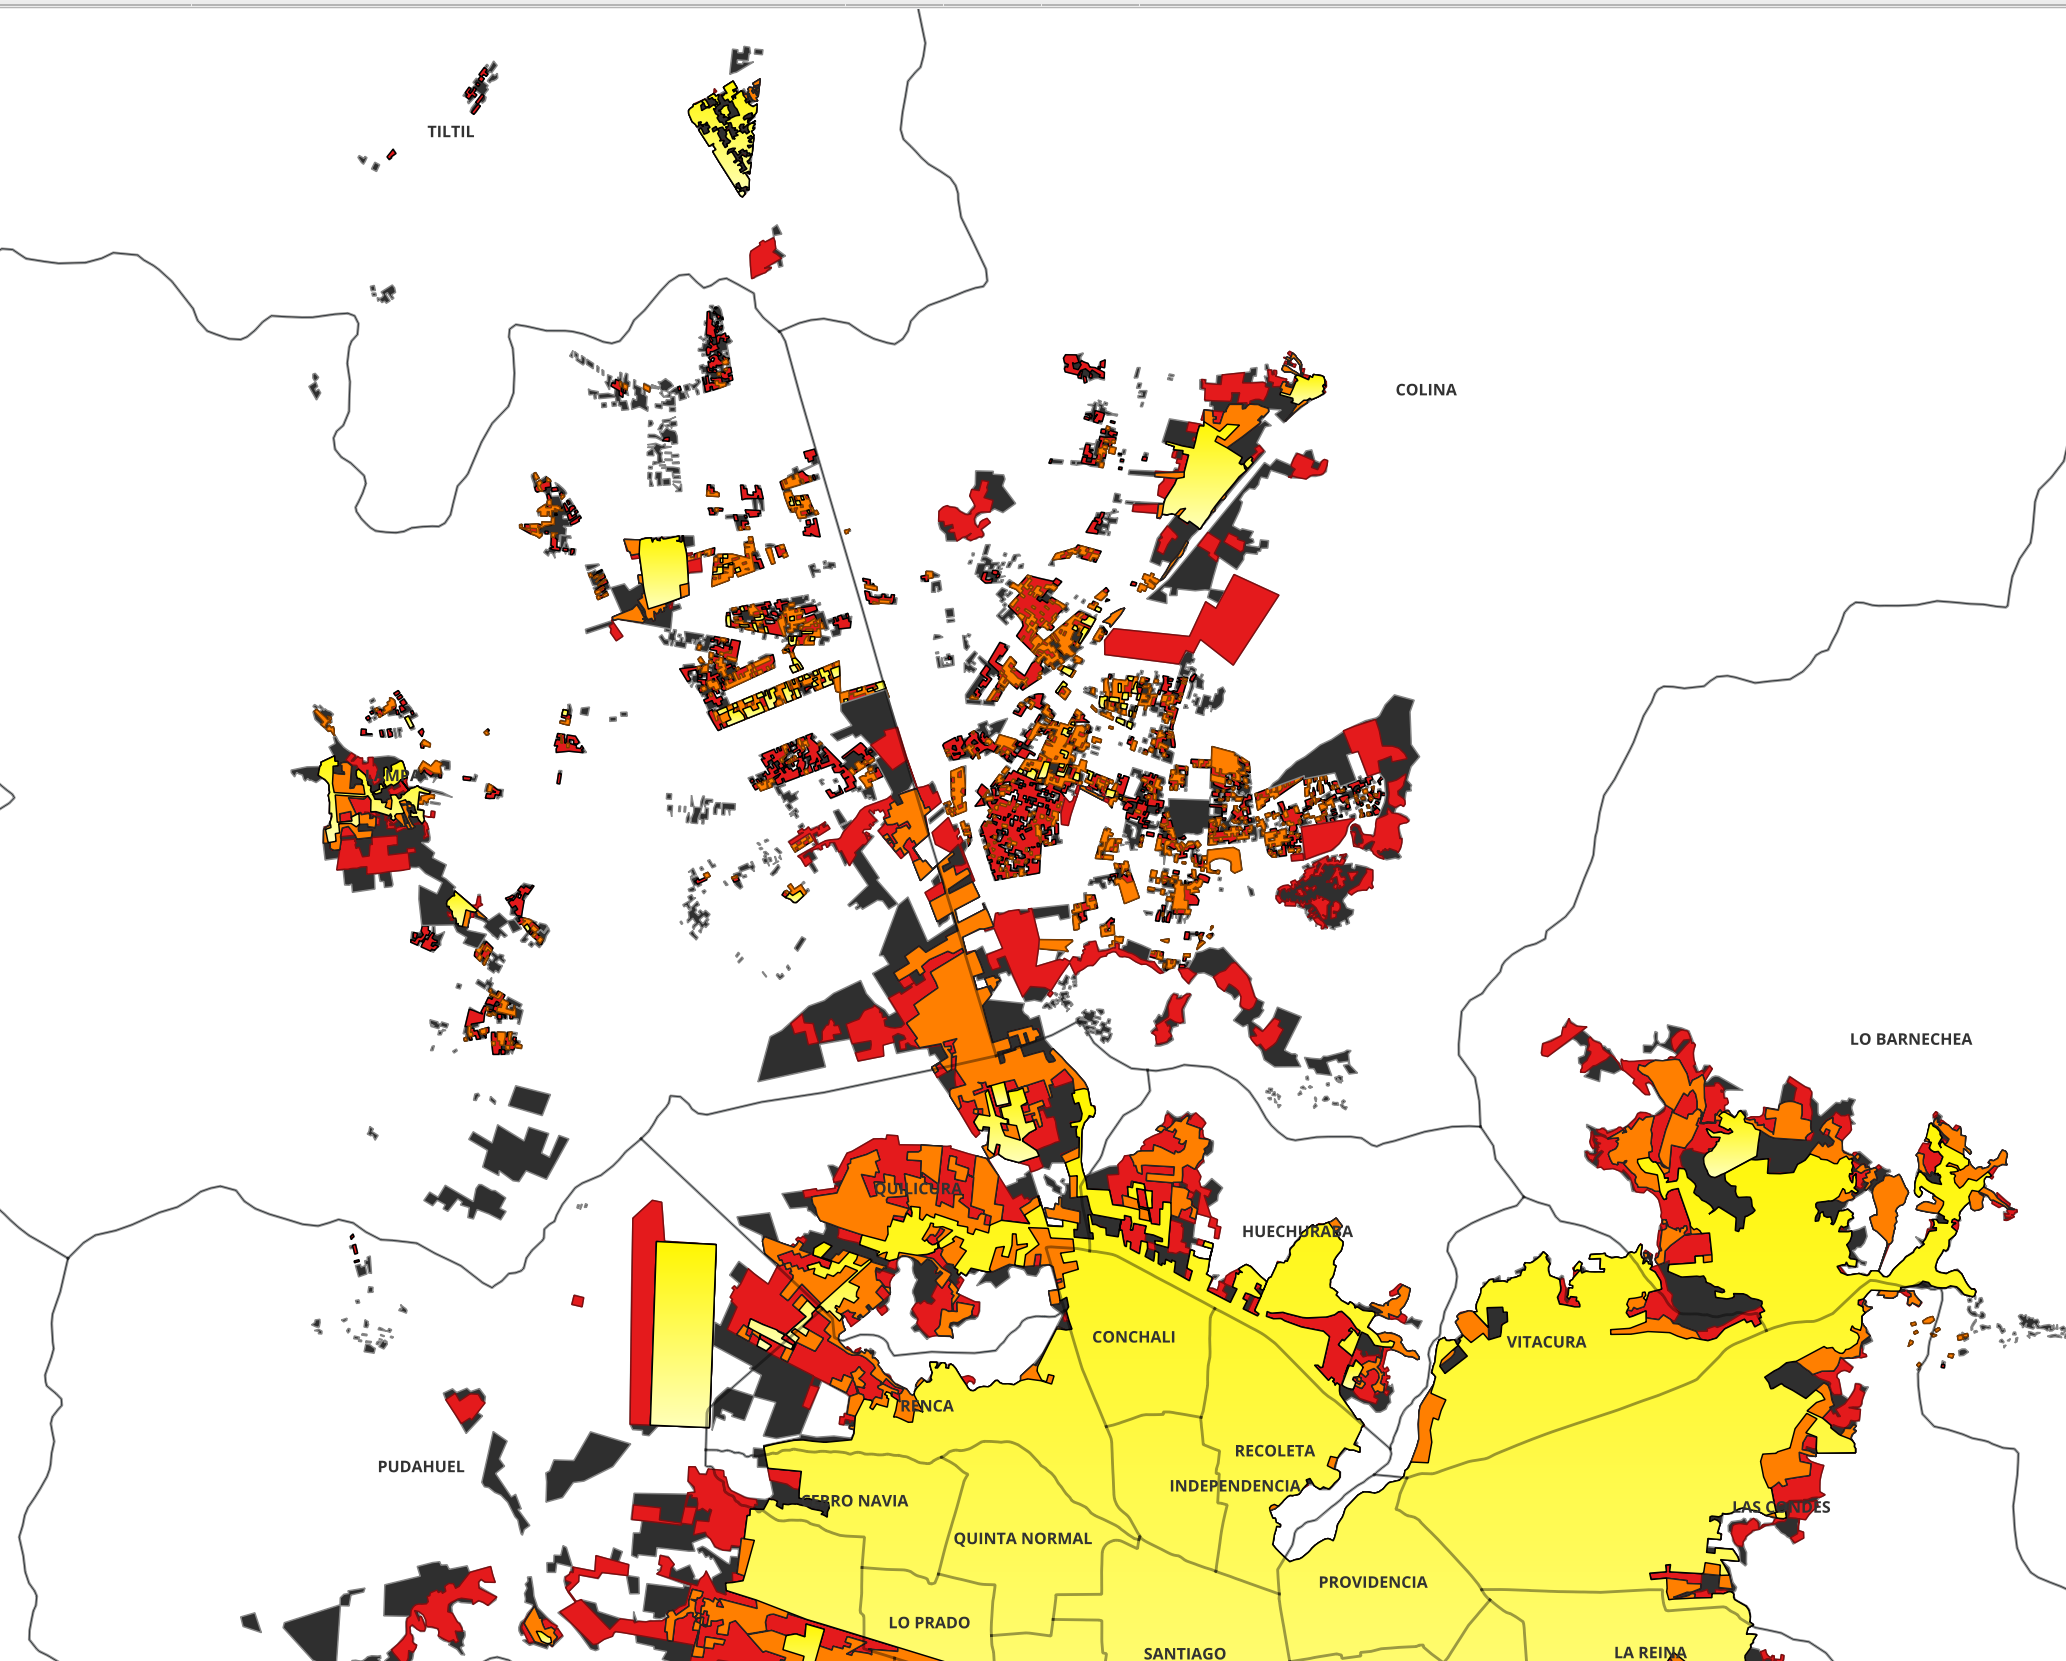 TILTIL
COLINA
LO BARNECHEA
QUILICURA
HUECHURABA
CONCHALI
VITACURA
RENCA
RECOLETA
PUDAHUEL
INDEPENDENCIA
CERRO NAVIA
LAS CONDES
QUINTA NORMAL
PROVIDENCIA
LO PRADO
SANTIAGO
LA REINA